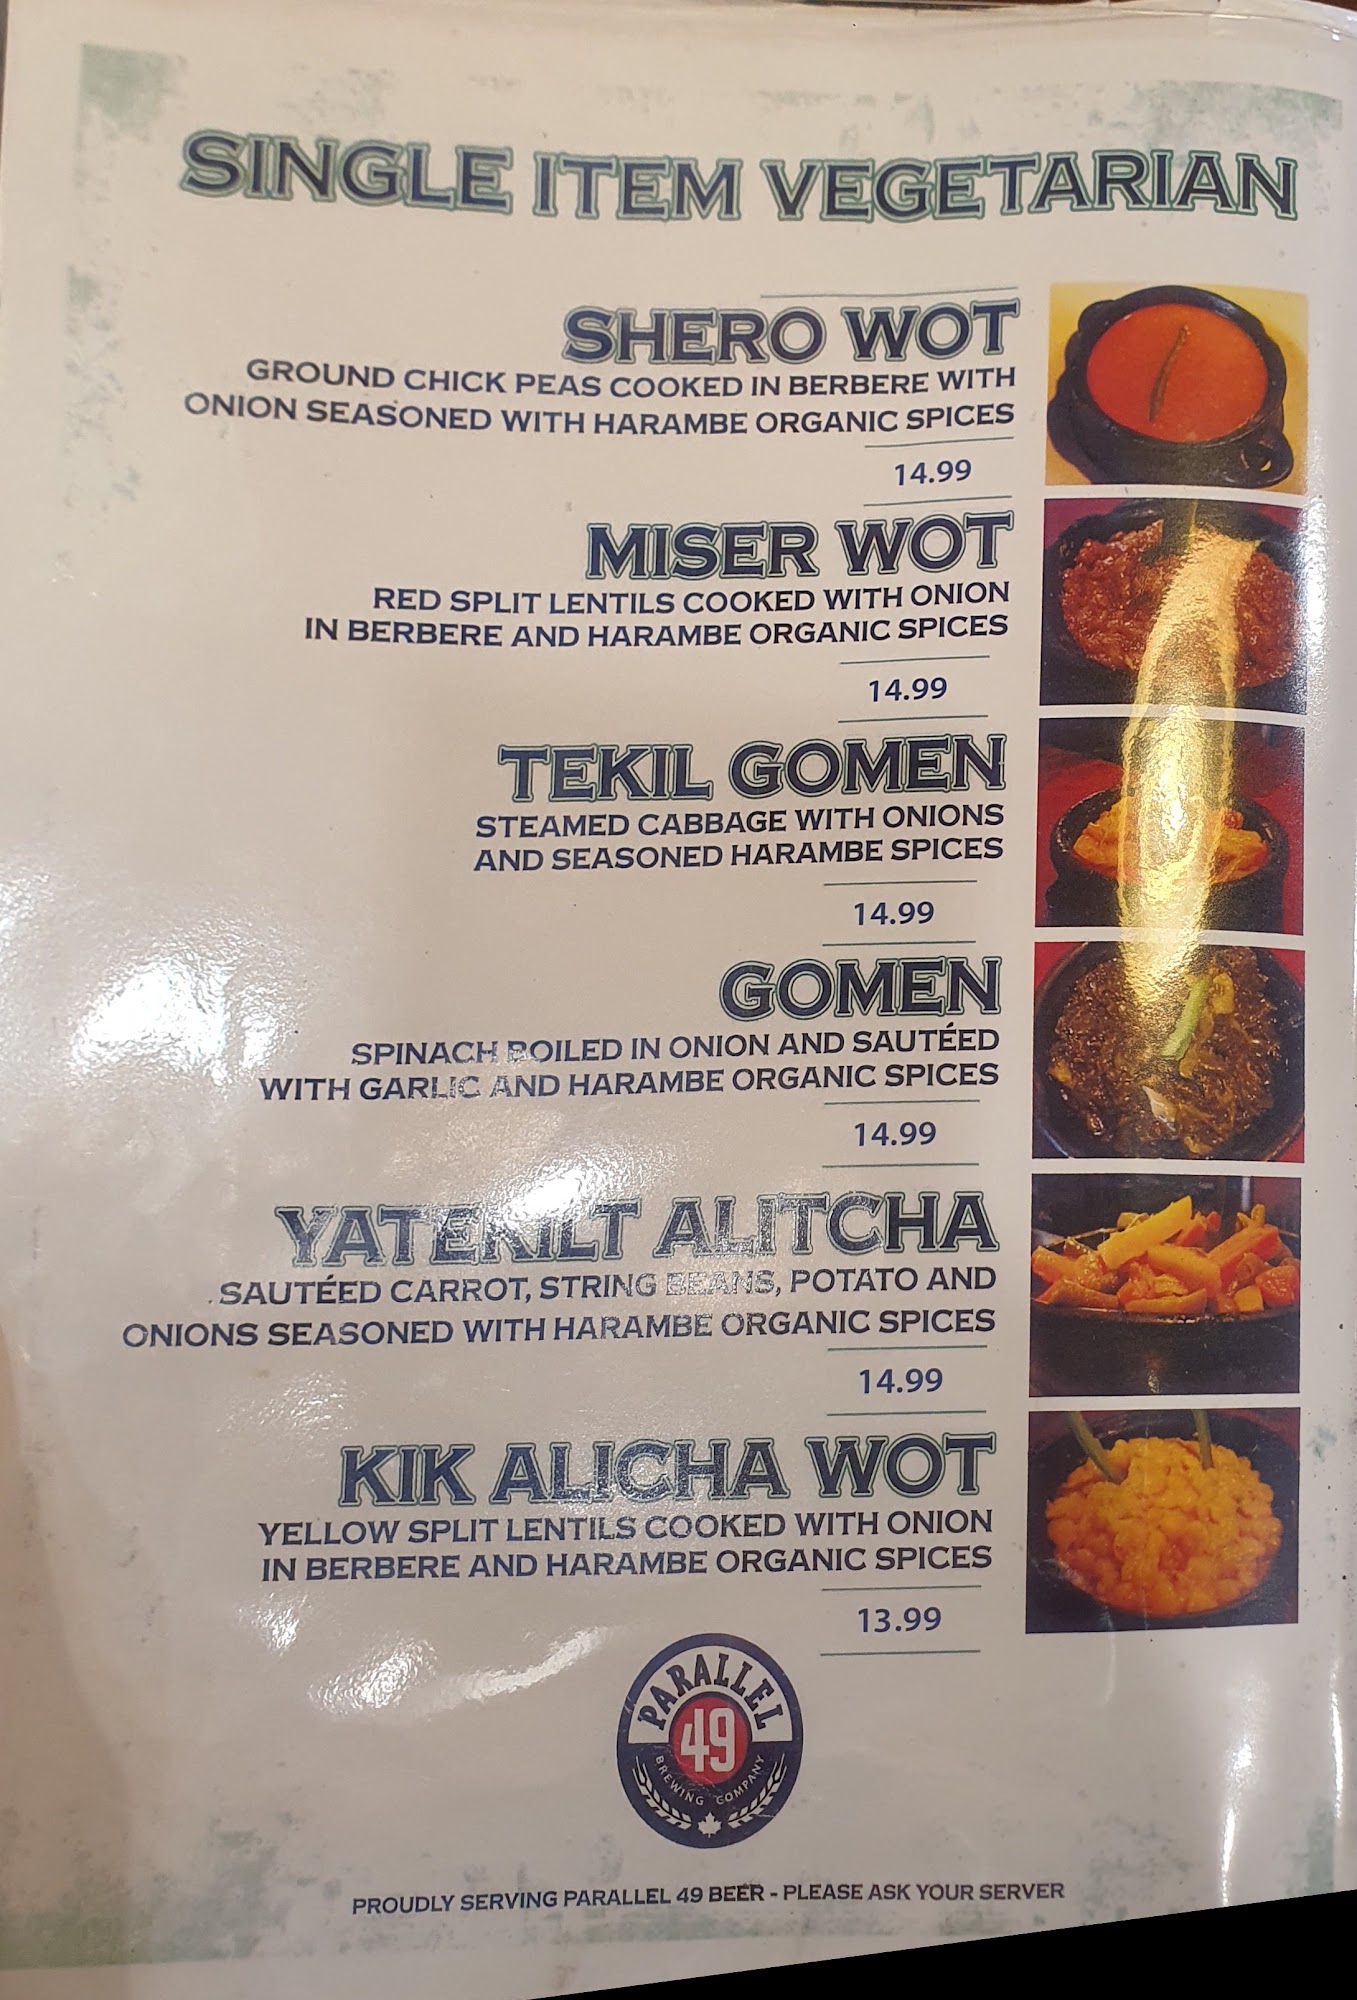 SINGLE ITEM VEGETARIAN
SHERO WOT
GROUND CHICK PEAS COOKED IN BERBERE WITH
ONION SEASONED WITH HARAMBE ORGANIC SPICES
14.99
MISER WOT
RED SPLIT LENTILS COOKED WITH ONION
IN BERBERE AND HARAMBE ORGANIC SPICES
14.99
TEKIL GOMEN
STEAMED CABBAGE WITH ONIONS
AND SEASONED HARAMBE SPICES
14.99
GOMEN
SPINACH BOILED IN ONION AND SAUTÉED
WITH GARLIC AND HARAMBE ORGANIC SPICES
14.99
YATEKILT ALITCHA
SAUTÉED CARROT, STRING BEANS, POTATO AND
ONIONS SEASONED WITH HARAMBE ORGANIC SPICES
14.99
KIK ALICHA WOT
YELLOW SPLIT LENTILS COOKED WITH ONION
IN BERBERE AND HARAMBE ORGANIC SPICES
13.99
PARALLEL
49
BREWING COMPANY
PROUDLY SERVING PARALLEL 49 BEER - PLEASE ASK YOUR SERVER